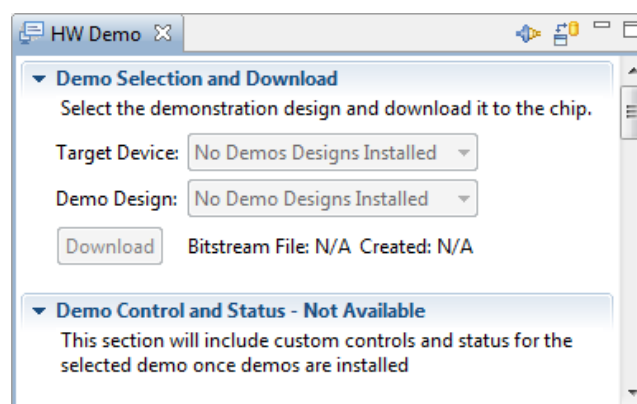 HW Demo
Demo Selection and Download
Select the demonstration design and download it to the chip.
Target Device: No Demos Designs Installed
Demo Design: No Demo Designs Installed
Download Bitstream File: N/A Created: N/A
Demo Control and Status - Not Available
This section will include custom controls and status for the
selected demo once demos are installed